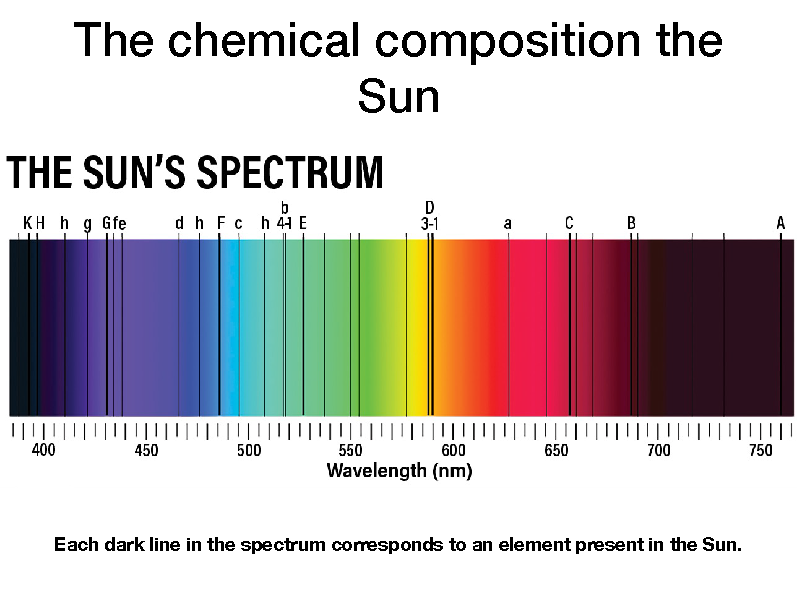 The chemical composition the
Sun
THE SUN'S SPECTRUM
b D
K H h g G f e d h F c h 4-1 E 3-1 a C B A
400 450 500 550 600 650 700 750
Wavelength (nm)
Each dark line in the spectrum corresponds to an element present in the Sun.